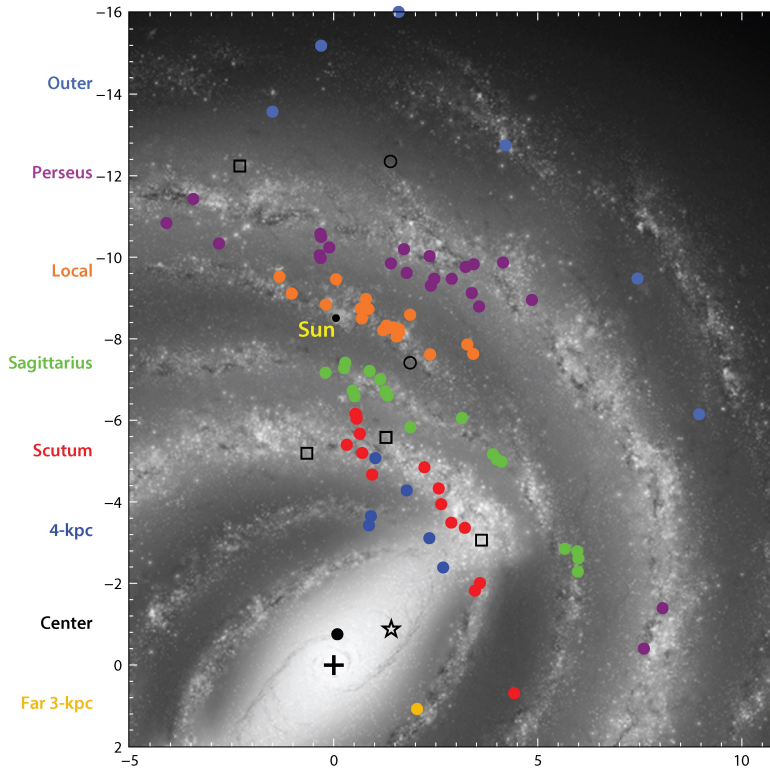 −16
Outer
−14
Perseus
−12
−10
Local
Sun
−8
Sagittarius
−6
Scutum
−4
4-kpc
−2
Center
0
Far 3-kpc
2
−5 0 5 10